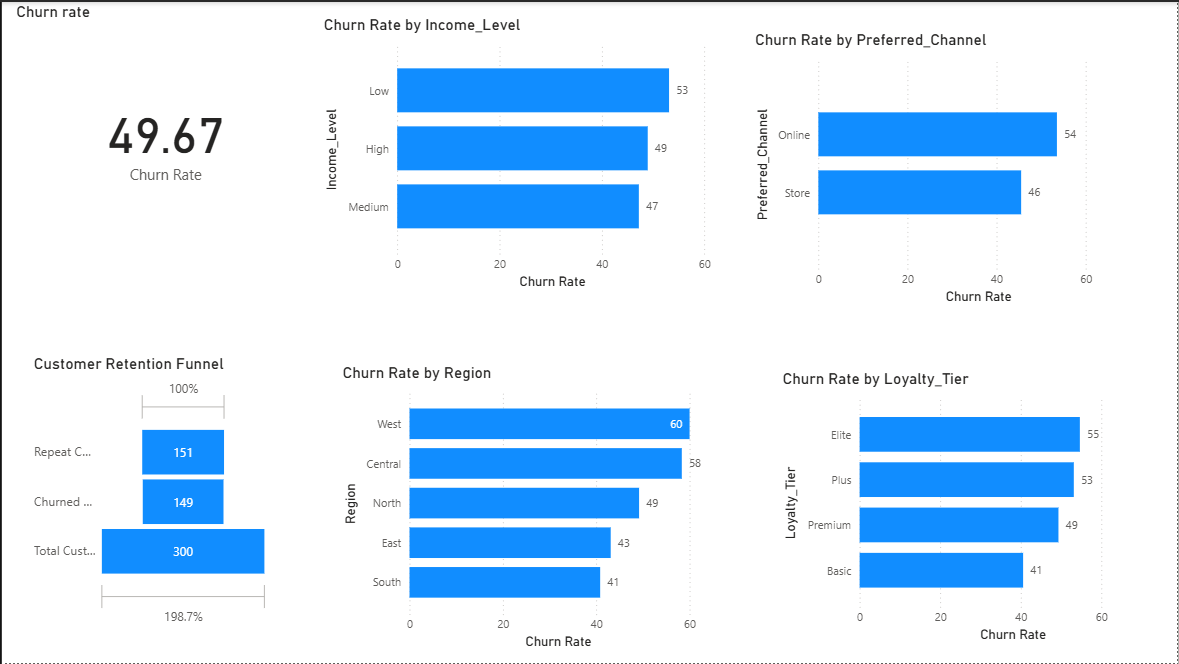 Churn rate
49.67
Churn Rate
Churn Rate by Income_Level
Income_Level
Low
53
High
49
Medium
47
0 20 40 60
Churn Rate
Churn Rate by Preferred_Channel
Preferred_Channel
Online
54
Store
46
0 20 40 60
Churn Rate
Customer Retention Funnel
100%
Repeat C...
151
Churned ...
149
Total Cust...
300
198.7%
Churn Rate by Region
Region
West
60
Central
58
North
49
East
43
South
41
0 20 40 60
Churn Rate
Churn Rate by Loyalty_Tier
Loyalty_Tier
Elite
55
Plus
53
Premium
49
Basic
41
0 20 40 60
Churn Rate